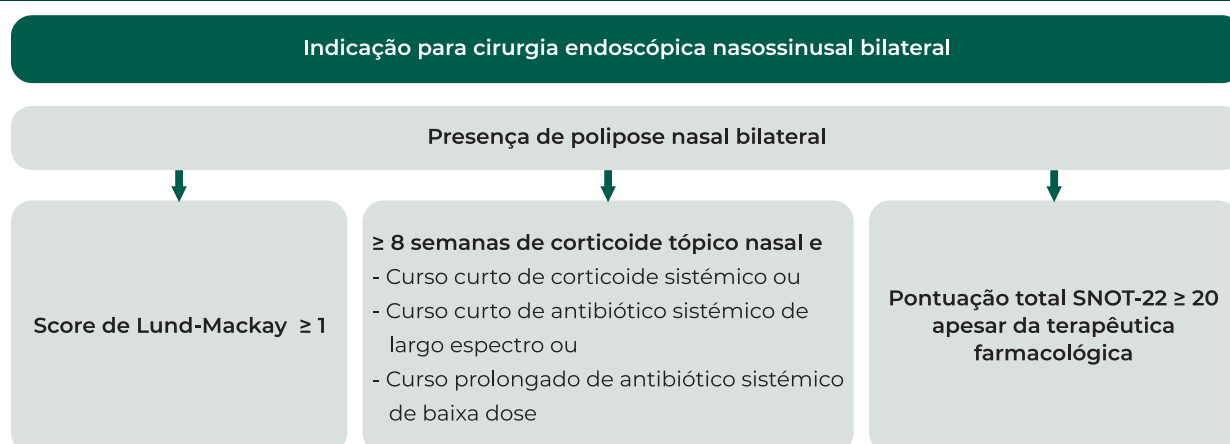 Indicação para cirurgia endoscópica nasossinusal bilateral
Presença de polipose nasal bilateral
Score de Lund-Mackay ≥ 1
≥ 8 semanas de corticoide tópico nasal e
- Curso curto de corticoide sistémico ou
- Curso curto de antibiótico sistémico de
largo espectro ou
- Curso prolongado de antibiótico sistémico
de baixa dose
Pontuação total SNOT-22 ≥ 20
apesar da terapêutica
farmacológica